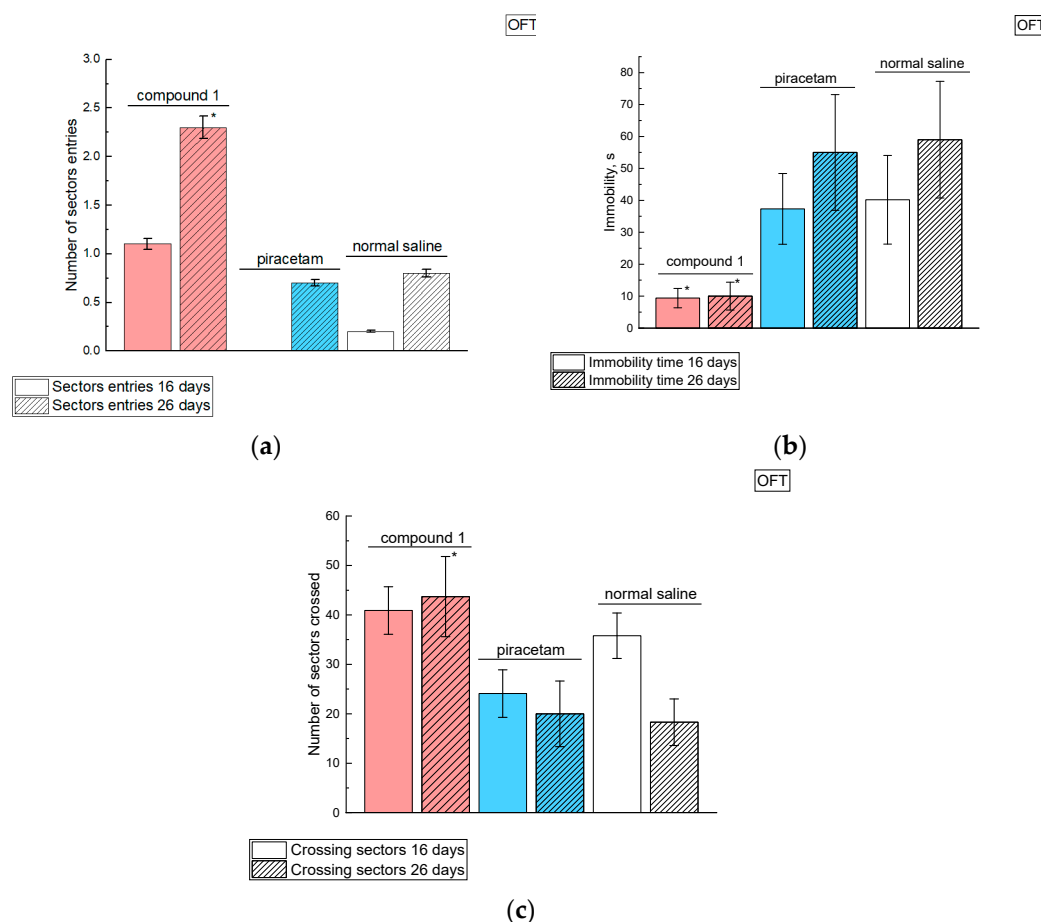 OFT
3.0
2.5
2.0
1.5
1.0
0.5
0.0
Number of sectors entries
compound 1
*
piracetam
normal saline
Sectors entries 16 days
Sectors entries 26 days
(a)
OFT
80
70
60
50
40
30
20
10
0
Immobility, s
compound 1
*
*
piracetam
normal saline
Immobility time 16 days
Immobility time 26 days
(b)
OFT
60
50
40
30
20
10
0
Number of sectors crossed
compound 1
*
piracetam
normal saline
Crossing sectors 16 days
Crossing sectors 26 days
(c)